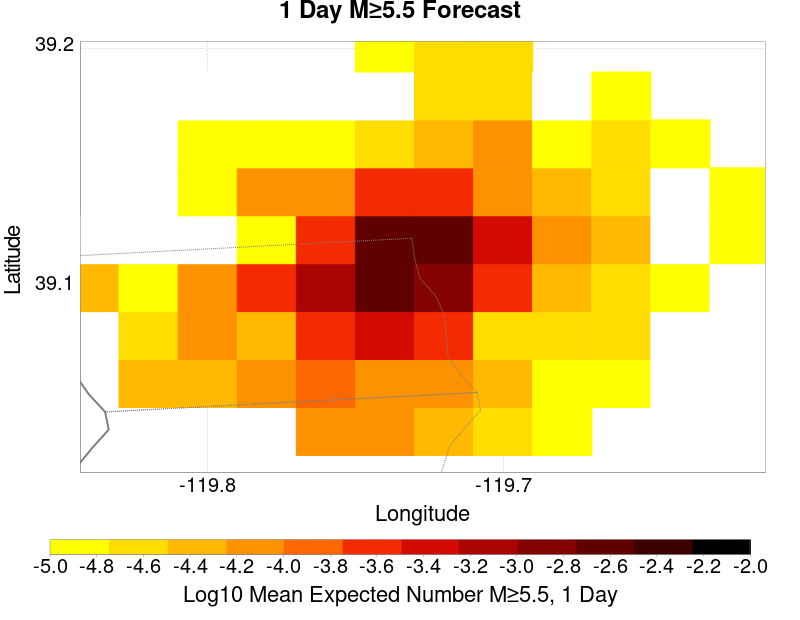 1 Day M≥5.5 Forecast
39.2
39.1
Latitude
-119.8 -119.7
Longitude
-5.0 -4.8 -4.6 -4.4 -4.2 -4.0 -3.8 -3.6 -3.4 -3.2 -3.0 -2.8 -2.6 -2.4 -2.2 -2.0
Log10 Mean Expected Number M≥5.5, 1 Day